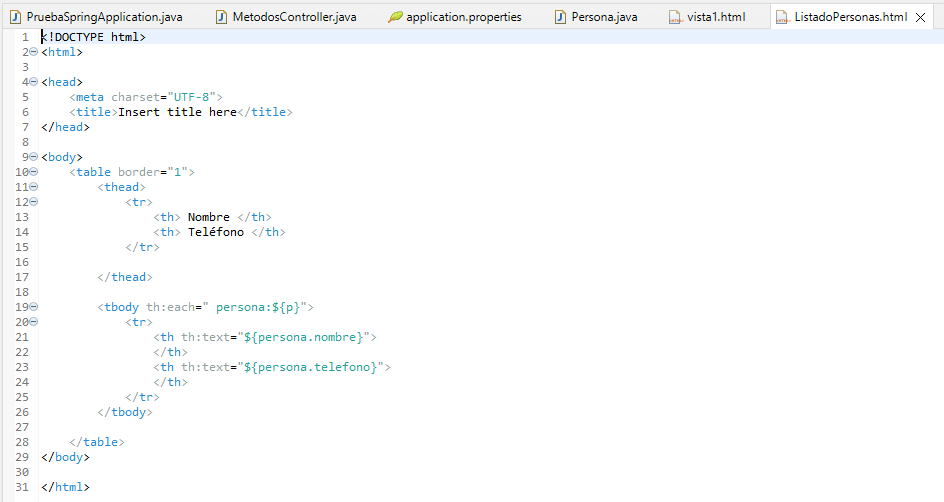 PruebaSpringApplication.java MetodosController.java application.properties Persona.java vista1.html ListadoPersonas.html
1 <!DOCTYPE html>
2 <html>
3
4 <head>
5 <meta charset="UTF-8">
6 <title>Insert title here</title>
7 </head>
8
9 <body>
10 <table border="1">
11 <thead>
12 <tr>
13 <th> Nombre </th>
14 <th> Teléfono </th>
15 </tr>
16
17 </thead>
18
19 <tbody th:each=" persona:${p}">
20 <tr>
21 <th th:text="${persona.nombre}">
22 </th>
23 <th th:text="${persona.telefono}">
24 </th>
25 </tr>
26 </tbody>
27
28 </table>
29 </body>
30
31 </html>